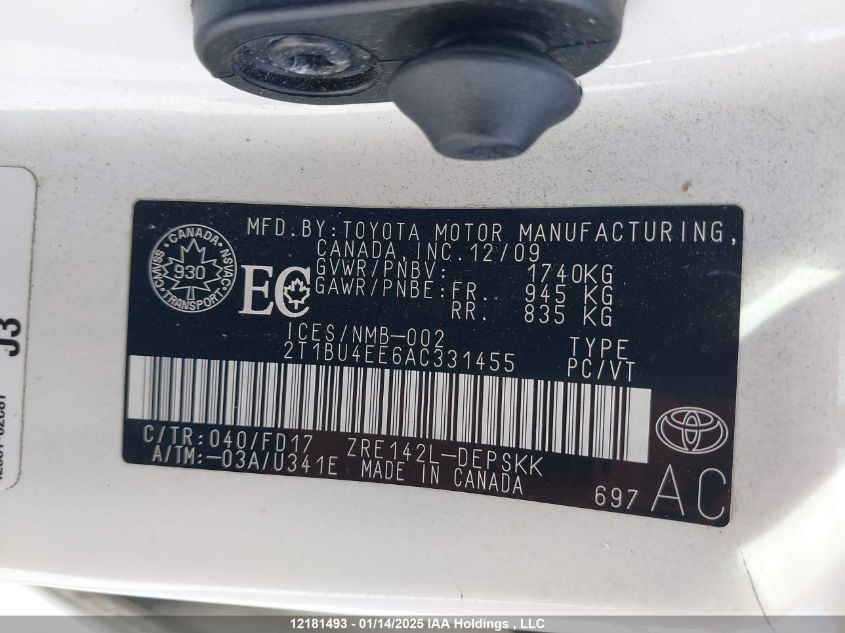 MFD.BY:TOYOTA MOTOR MANUFACTURING,
CANADA,INC.12/09
GVWR/PNBV: 1740KG
GAWR/PNBE:FR. 945 KG
RR. 835 KG
CANADA
CMVSS 930 NSVAC
TRANSPORT
EC
ICES/NMB-002
2T1BU4EE6AC331455
TYPE
PC/VT
C/TR:040/FD17 ZRE142L-DEPSKK
A/TM:-03A/U341E MADE IN CANADA
697 AC
J3
12181493 - 01/14/2025 IAA Holdings , LLC